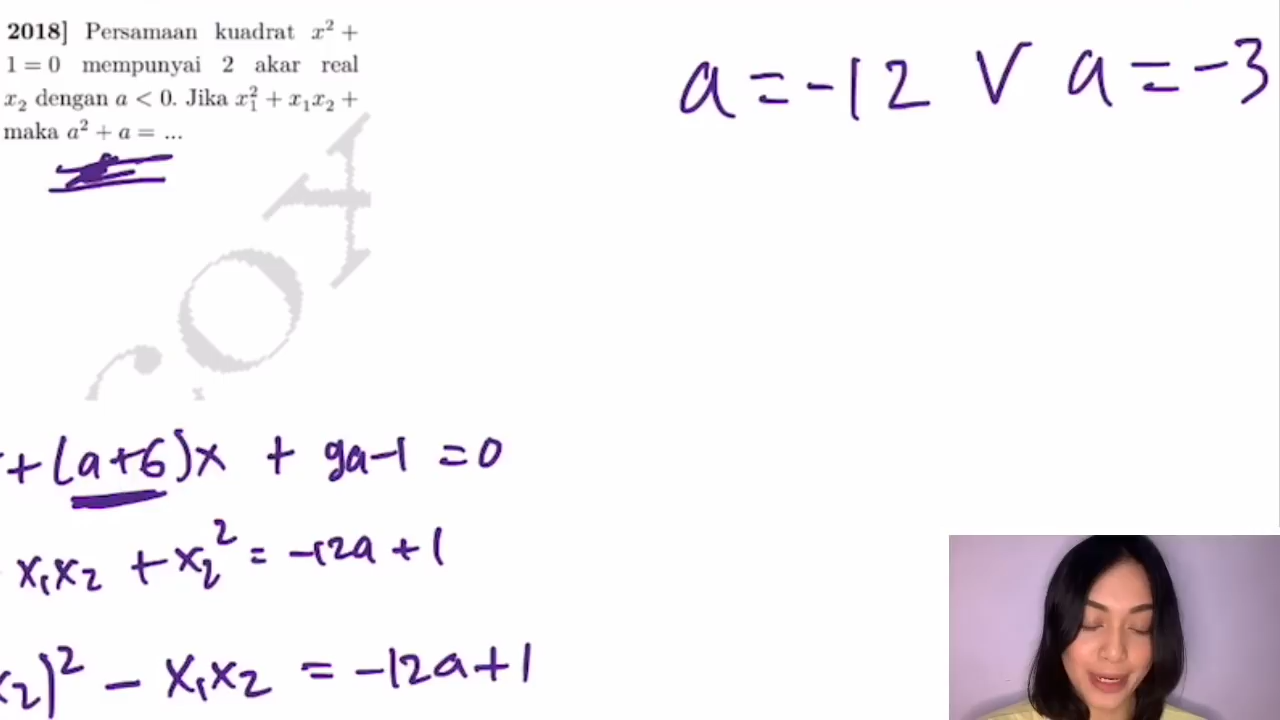 2018] Persamaan kuadrat x² +
1 = 0 mempunyai 2 akar real
x₂ dengan a < 0. Jika x₁² + x₁x₂ +
maka a² + a = ...
a = -12 V a = -3
+ (a+6)x + 9a-1 = 0
x₁x₂ + x₂² = -12a + 1
x₂)² - x₁x₂ = -12a + 1